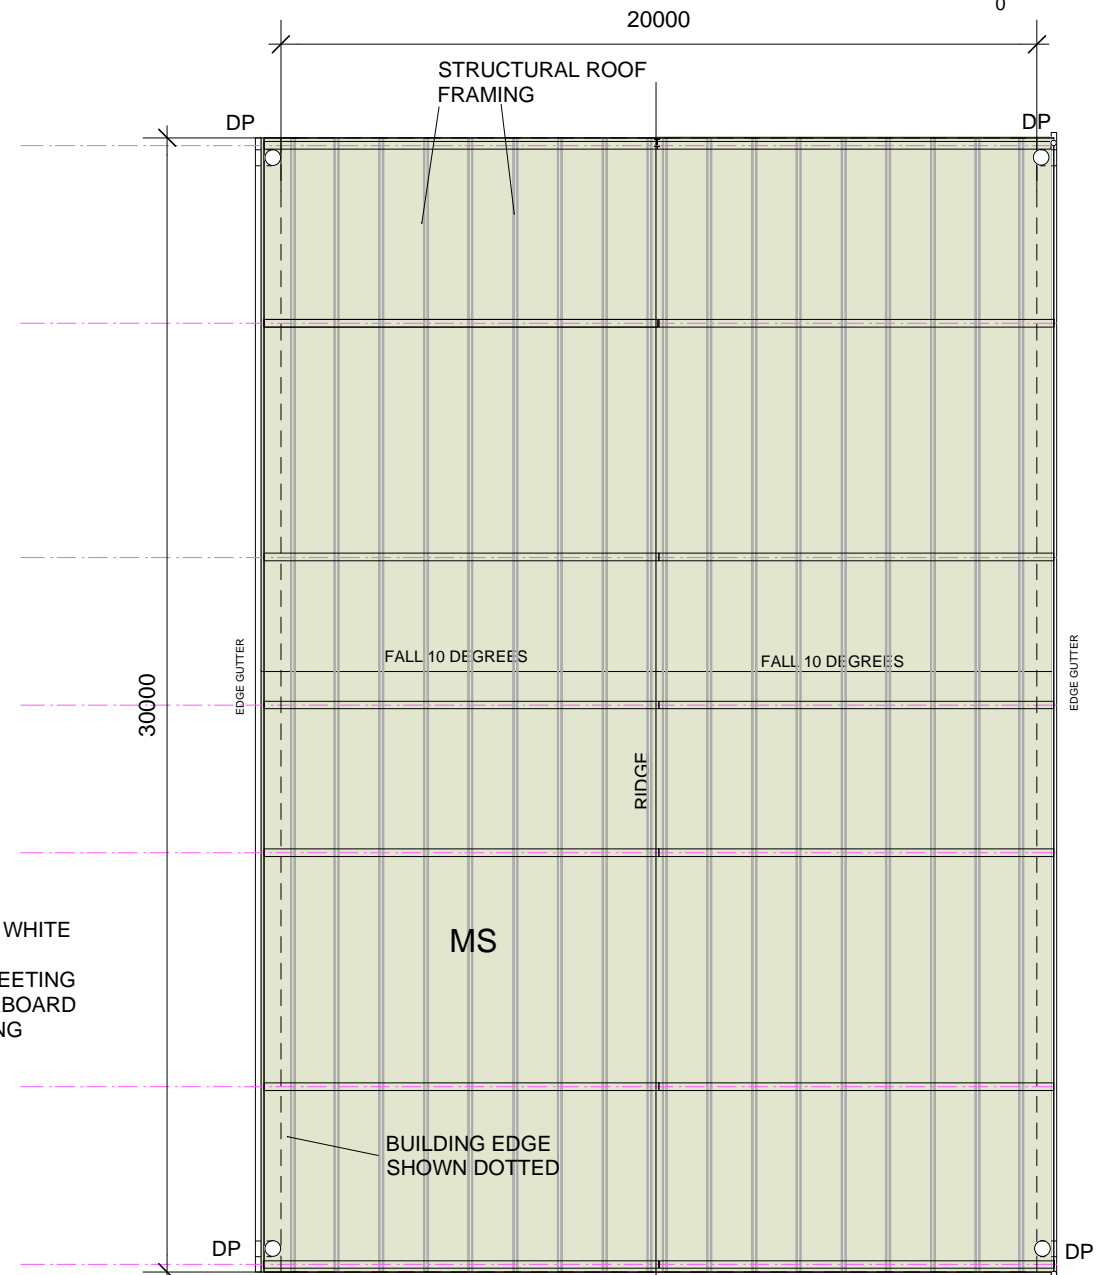 0
20000
STRUCTURAL ROOF
FRAMING
DP
DP
FALL 10 DEGREES
FALL 10 DEGREES
EDGE GUTTER
EDGE GUTTER
30000
RIDGE
WHITE
MS
EETING
BOARD
NG
BUILDING EDGE
SHOWN DOTTED
DP
DP